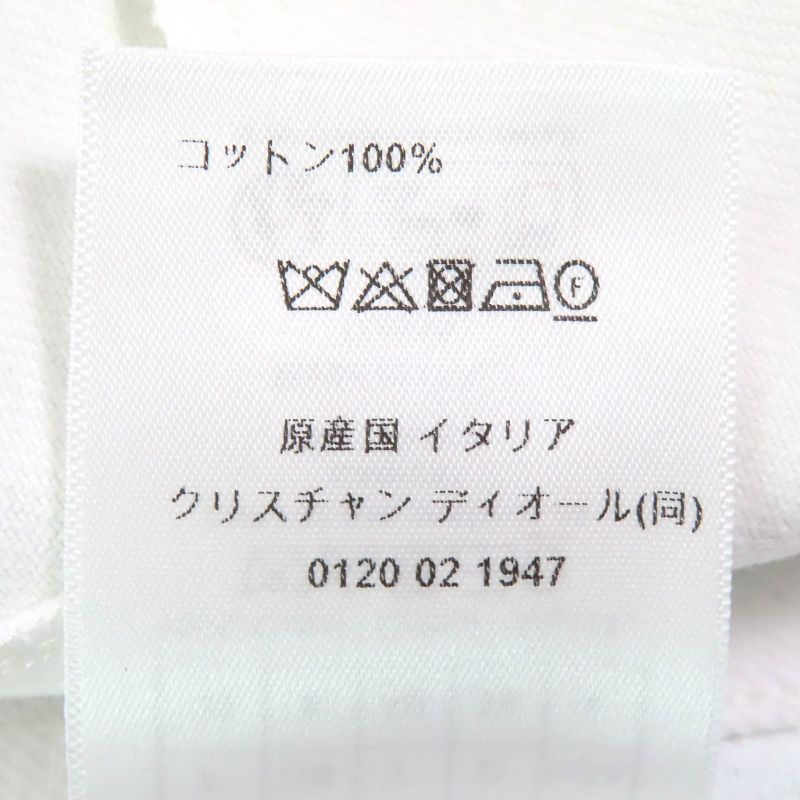 コットン100%
F
原産国 イタリア
クリスチャン ディオール(同)
0120 02 1947